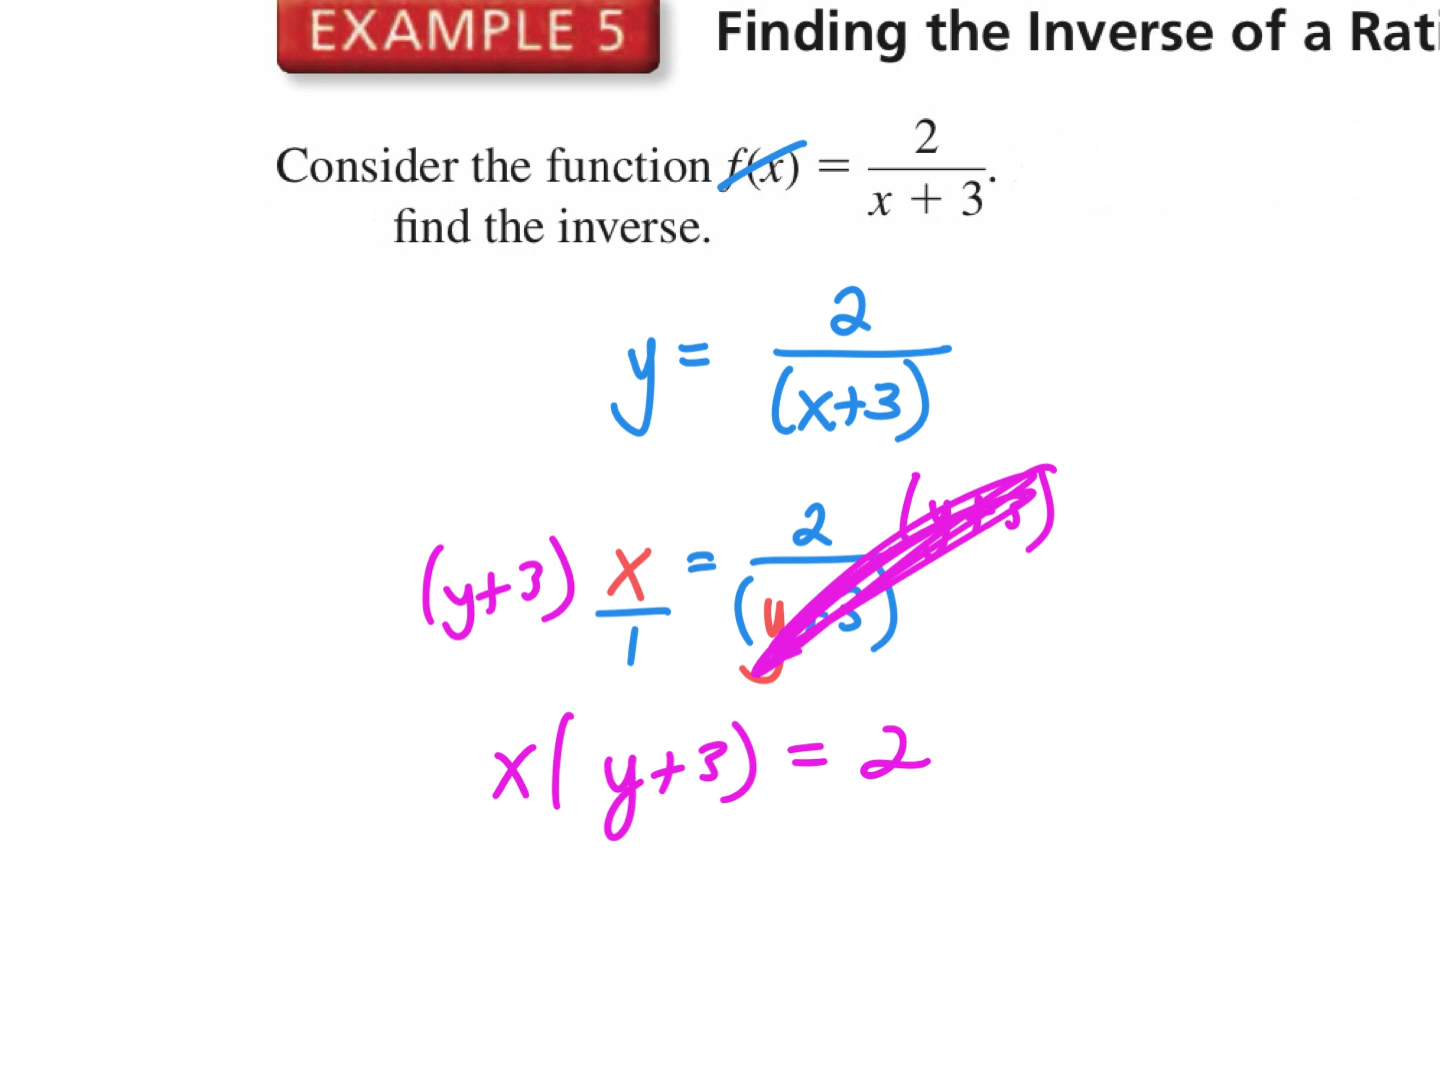 EXAMPLE 5 Finding the Inverse of a Rati
Consider the function f(x) = 2/(x + 3).
find the inverse.
y = 2/(x+3)
(y+3) x/1 = 2/(y+3) (y+3)
x(y+3) = 2